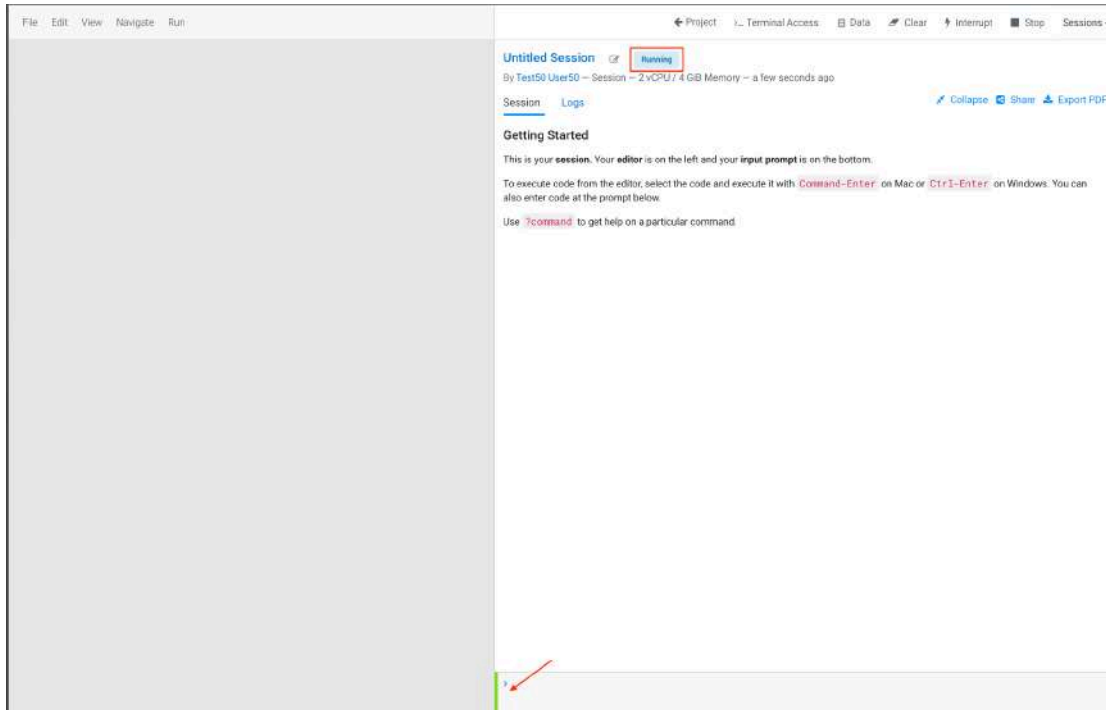 File Edit View Navigate Run
Project Terminal Access Data Clear Interrupt Stop Sessions
Untitled Session Running
By Test50 User50 — Session — 2 vCPU / 4 GiB Memory — a few seconds ago
Session Logs Collapse Share Export PDF
Getting Started
This is your session. Your editor is on the left and your input prompt is on the bottom.
To execute code from the editor, select the code and execute it with Command-Enter on Mac or Ctrl-Enter on Windows. You can
also enter code at the prompt below.
Use ?command to get help on a particular command.